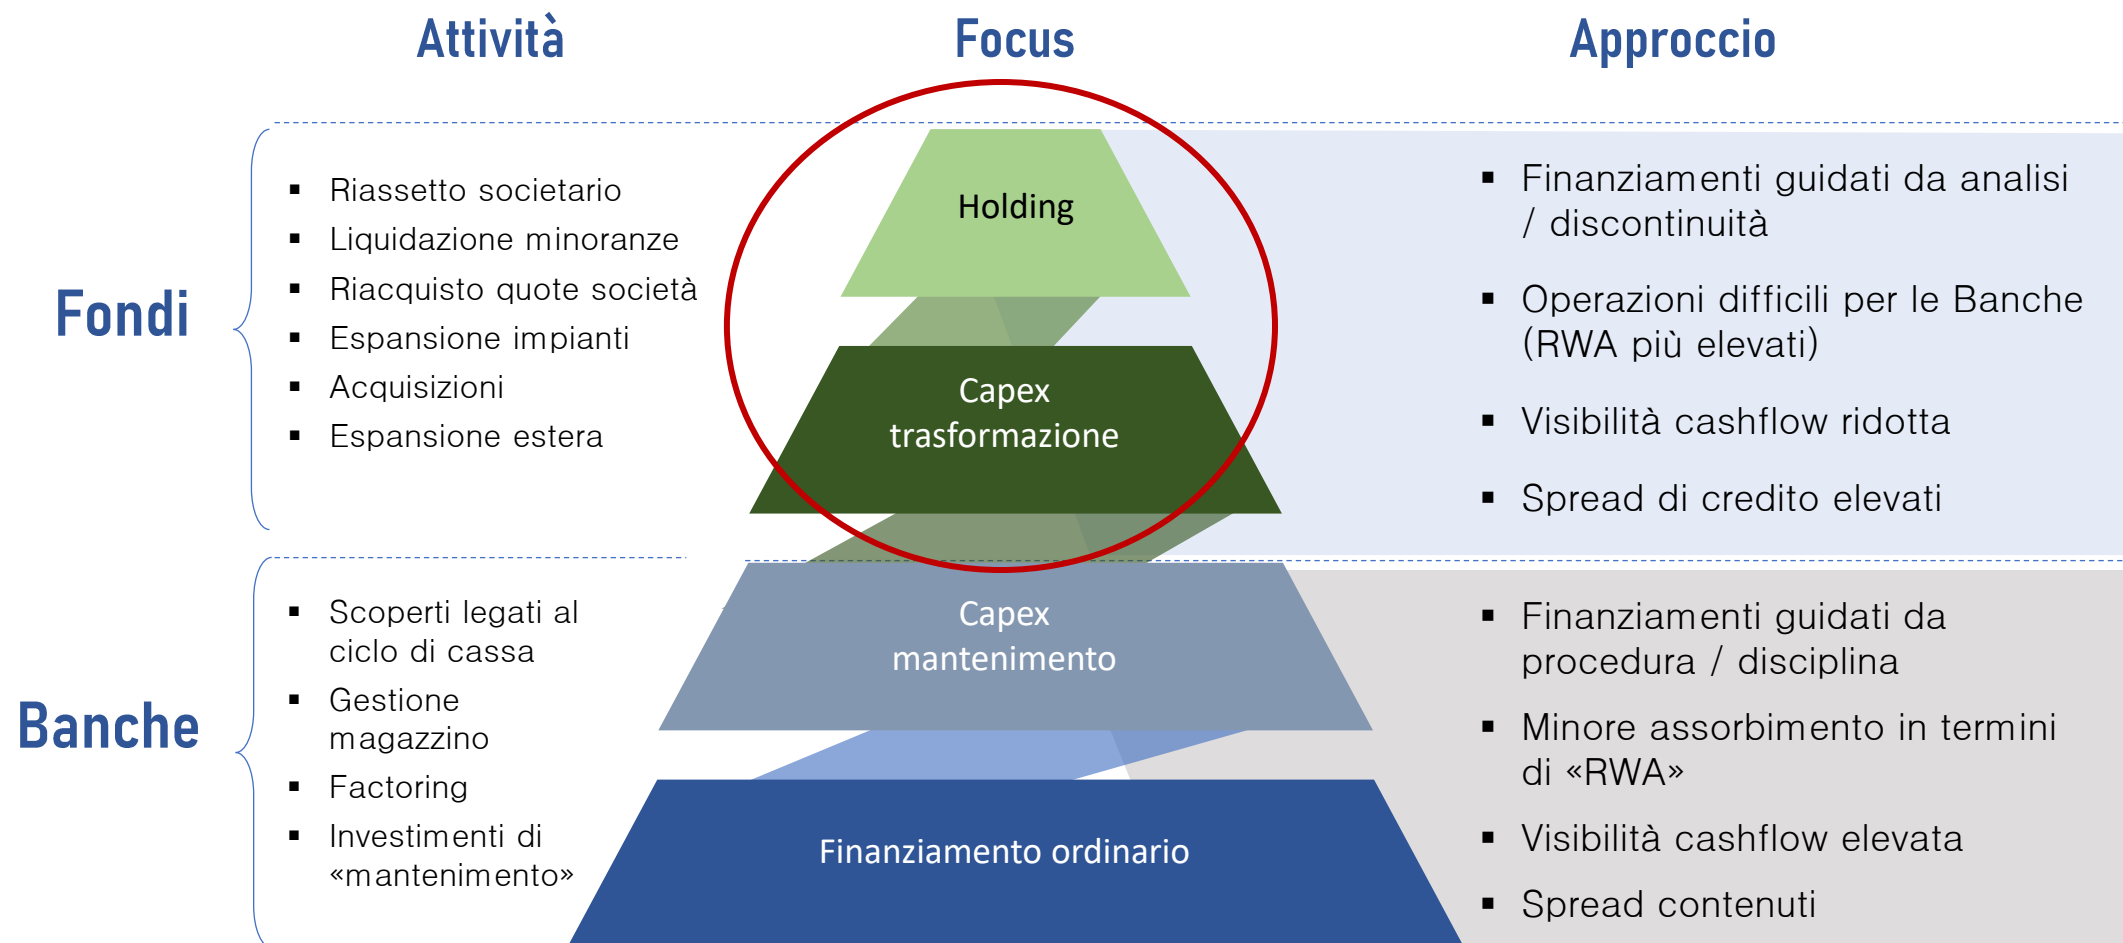 Attività
Focus
Approccio
Fondi
▪ Riassetto societario
▪ Liquidazione minoranze
▪ Riacquisto quote società
▪ Espansione impianti
▪ Acquisizioni
▪ Espansione estera
Holding
Capex
trasformazione
▪ Finanziamenti guidati da analisi
/ discontinuità
▪ Operazioni difficili per le Banche
(RWA più elevati)
▪ Visibilità cashflow ridotta
▪ Spread di credito elevati
Banche
▪ Scoperti legati al
ciclo di cassa
▪ Gestione
magazzino
▪ Factoring
▪ Investimenti di
«mantenimento»
Capex
mantenimento
Finanziamento ordinario
▪ Finanziamenti guidati da
procedura / disciplina
▪ Minore assorbimento in termini
di «RWA»
▪ Visibilità cashflow elevata
▪ Spread contenuti